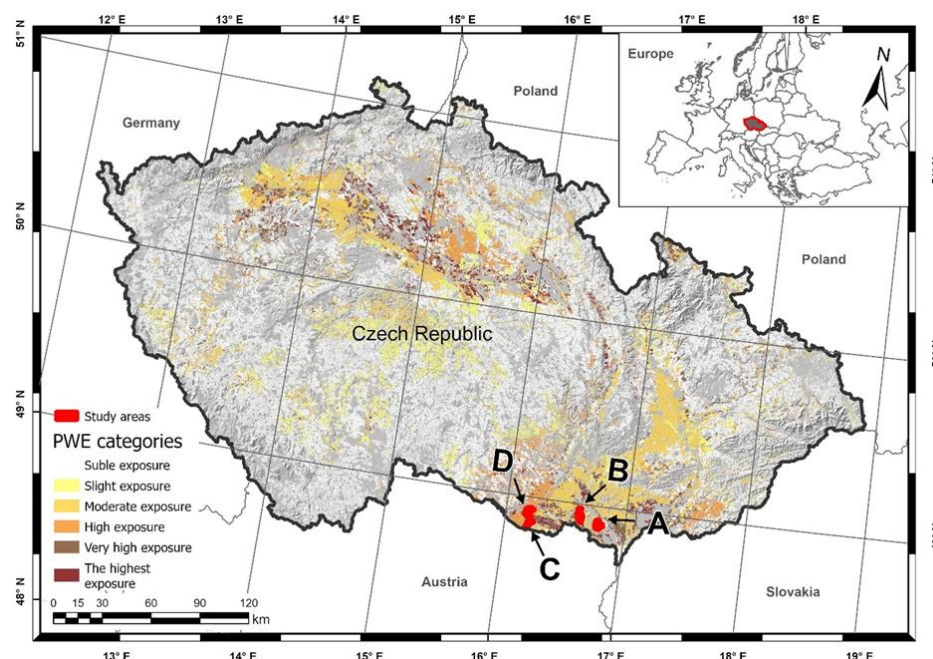 12° E
13° E
14° E
15° E
16° E
17° E
18° E
51° N
50° N
49° N
48° N
Europe
N
Poland
Germany
Poland
Czech Republic
Study areas
PWE categories
Suble exposure
Slight exposure
Moderate exposure
High exposure
Very high exposure
The highest
exposure
D
B
A
C
Austria
Slovakia
0 15 30 60 90 120
km
13° E
14° E
15° E
16° E
17° E
18° E
19° E